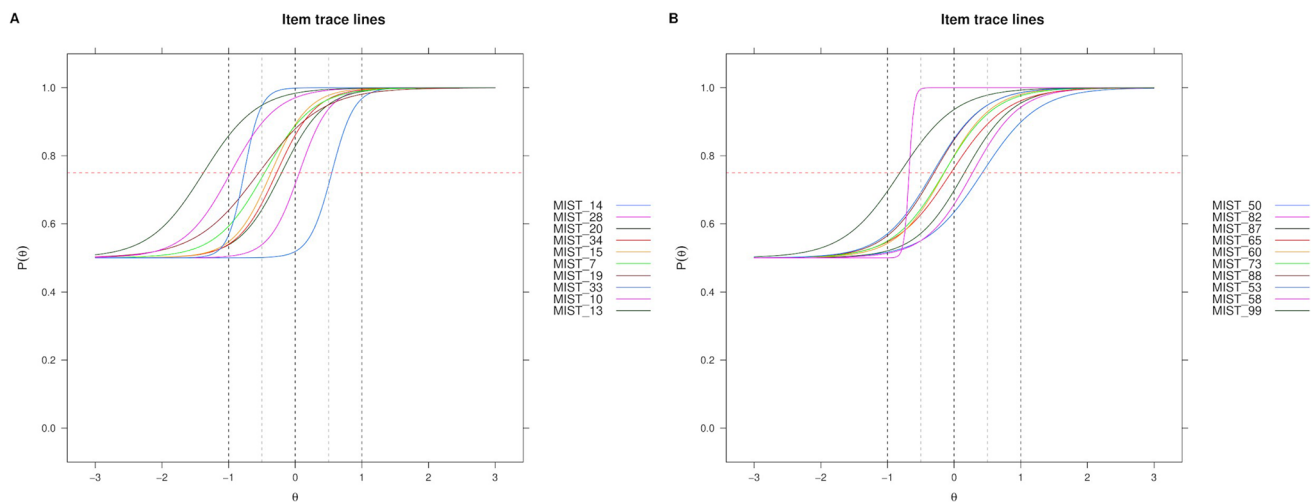 A
Item trace lines
1.0
0.8
0.6
0.4
0.2
0.0
P(θ)
−3 −2 −1 0 1 2 3
θ
MIST_14
MIST_28
MIST_20
MIST_34
MIST_15
MIST_7
MIST_19
MIST_33
MIST_10
MIST_13
B
Item trace lines
1.0
0.8
0.6
0.4
0.2
0.0
P(θ)
−3 −2 −1 0 1 2 3
θ
MIST_50
MIST_82
MIST_87
MIST_65
MIST_60
MIST_73
MIST_88
MIST_53
MIST_58
MIST_99